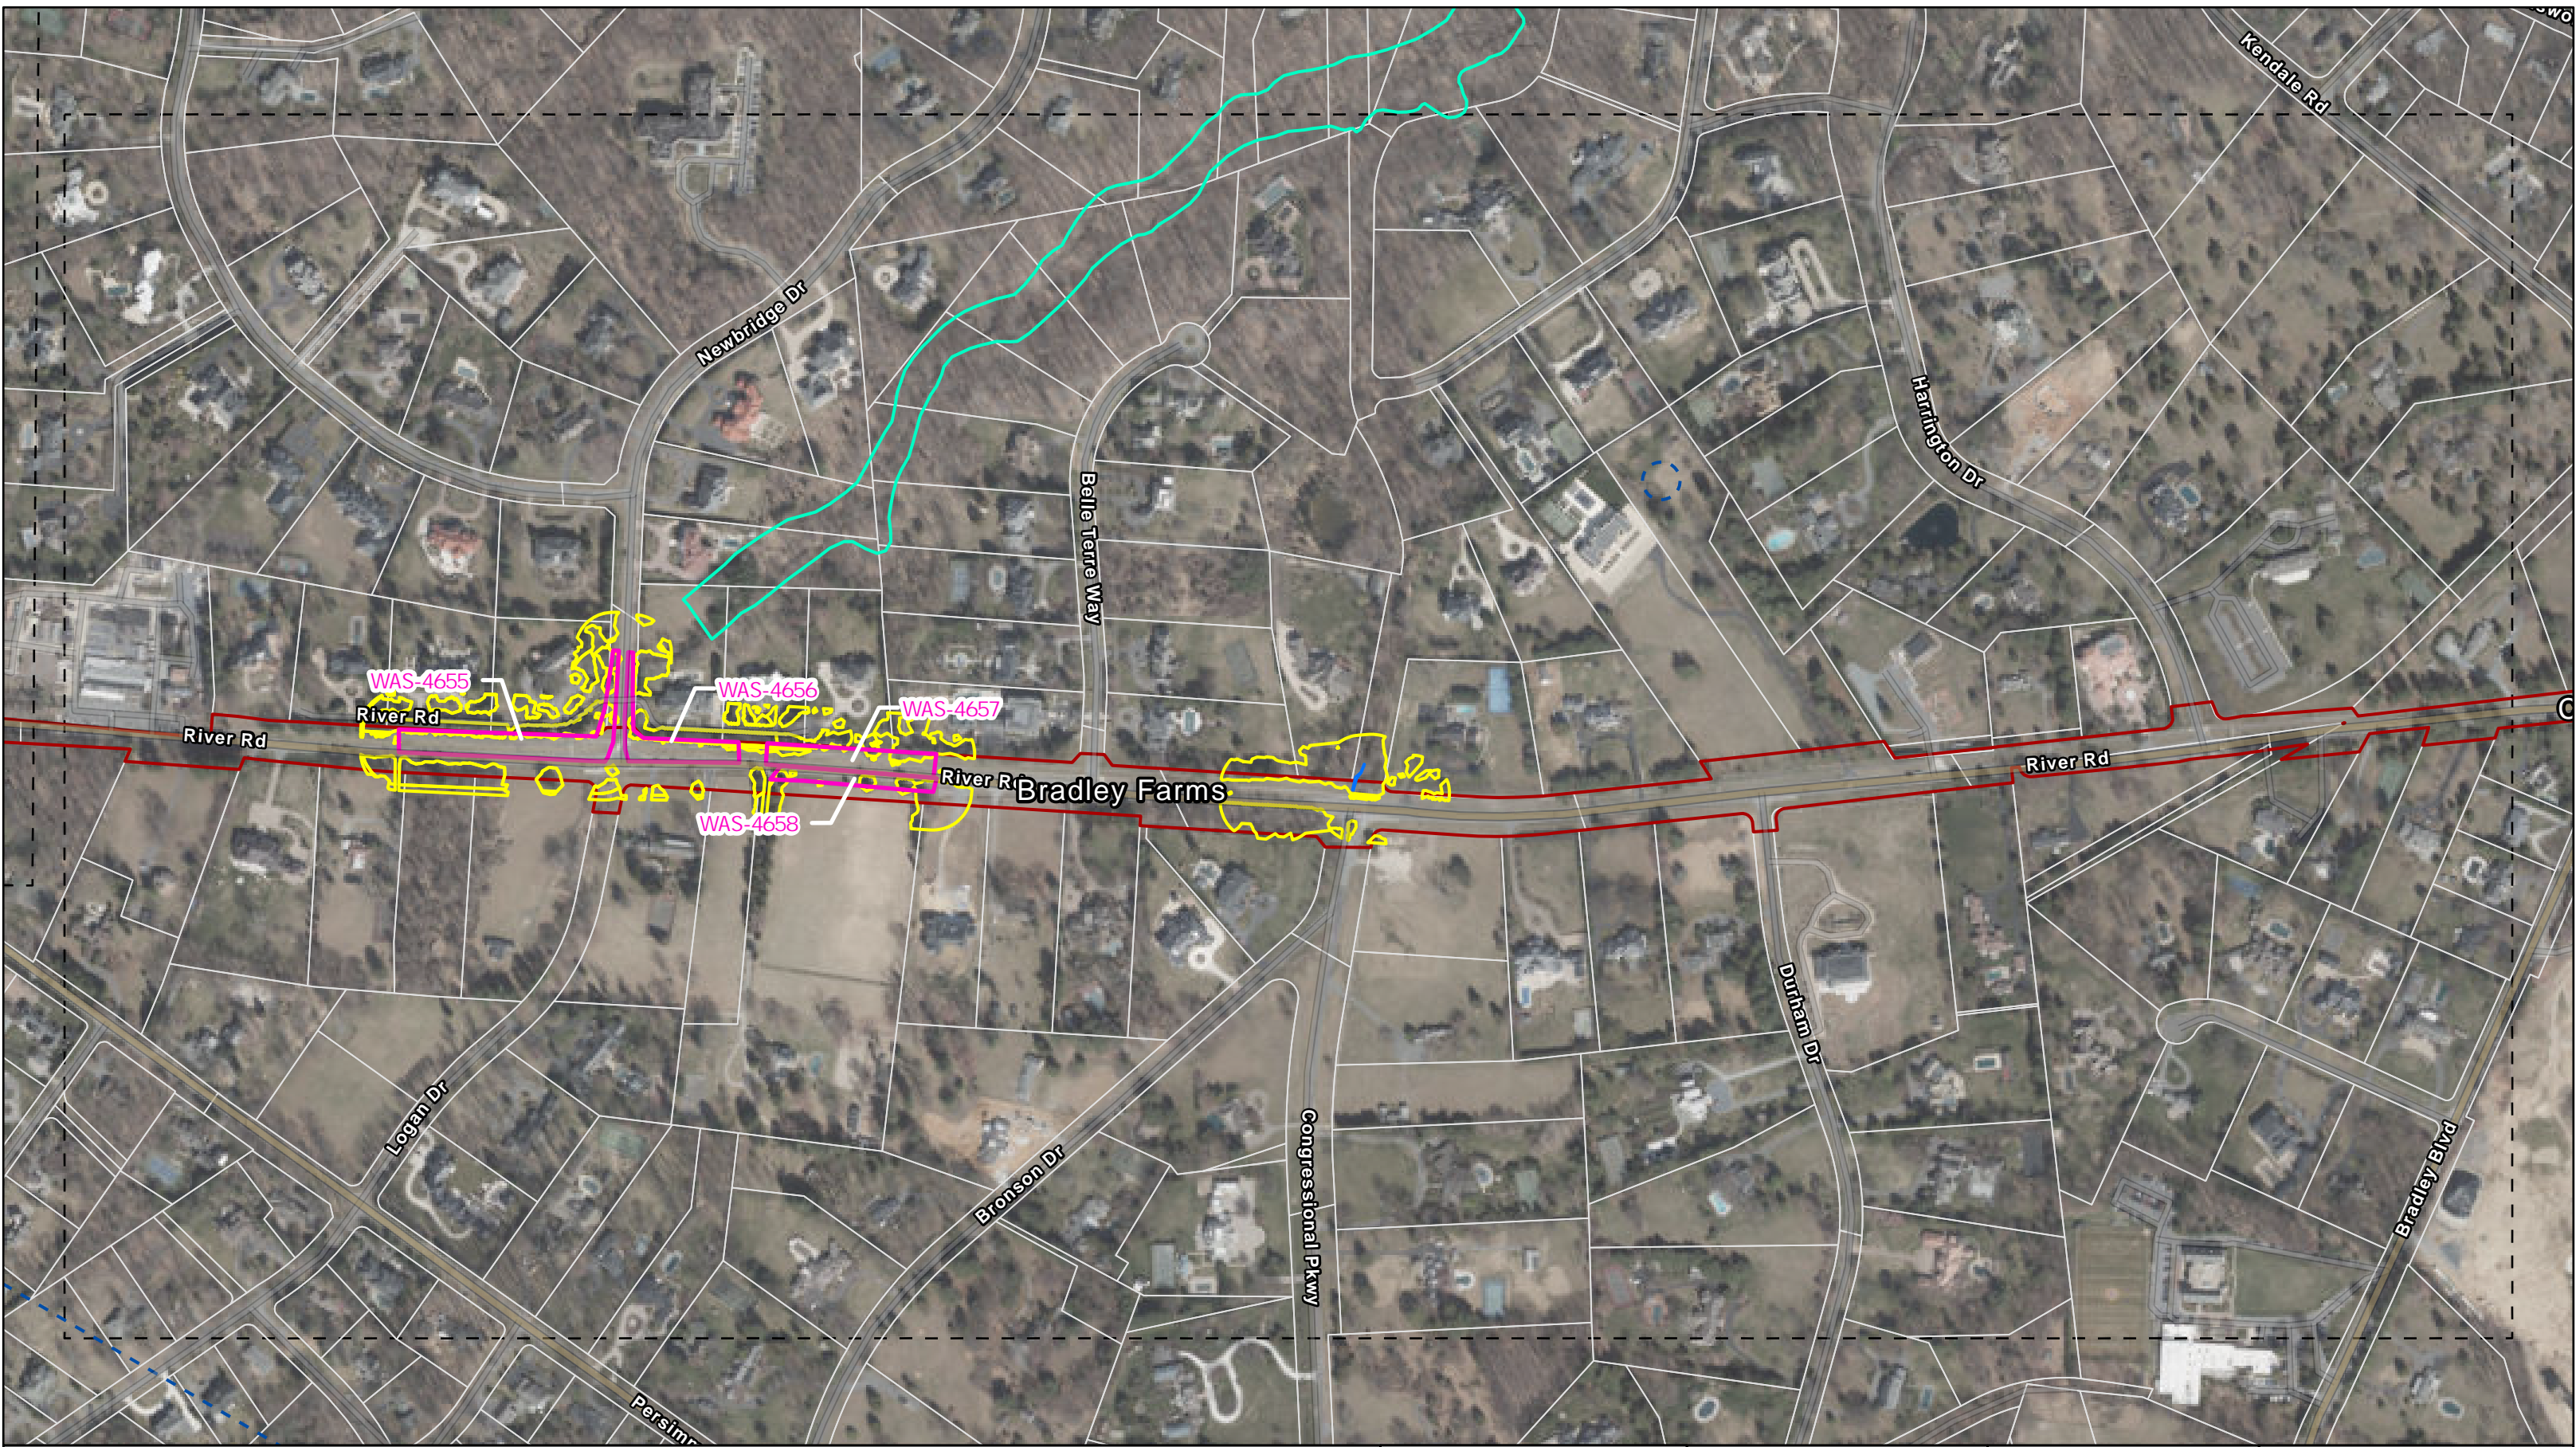 Kendale Rd
Newbridge Dr
Harrington Dr
Belle Terre Way
WAS-4655
WAS-4656
WAS-4657
River Rd
River Rd
River Rd
Bradley Farms
River Rd
WAS-4658
Durham Dr
Logan Dr
Bronson Dr
Congressional Pkwy
Bradley Blvd